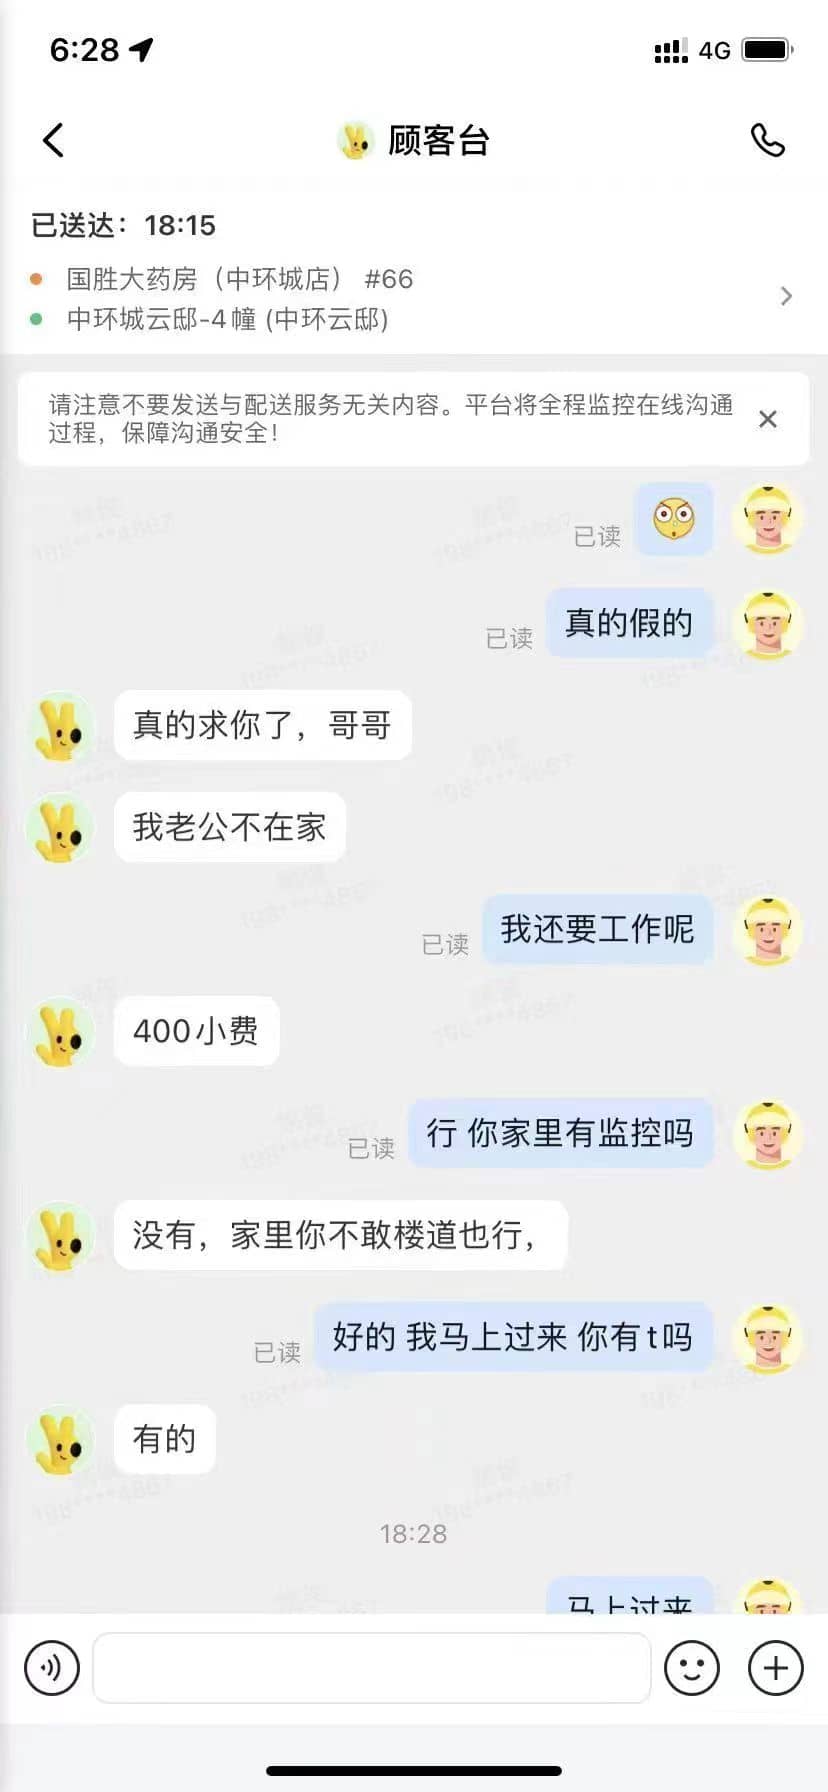 6:28
4G
顾客台
已送达：18:15
国胜大药房（中环城店） #66
中环城云邸-4幢 (中环云邸)
请注意不要发送与配送服务无关内容。平台将全程监控在线沟通
过程，保障沟通安全！
已读
已读 真的假的
真的求你了，哥哥
我老公不在家
已读 我还要工作呢
400小费
已读 行 你家里有监控吗
没有，家里你不敢楼道也行，
已读 好的 我马上过来 你有t吗
有的
18:28
马上过来